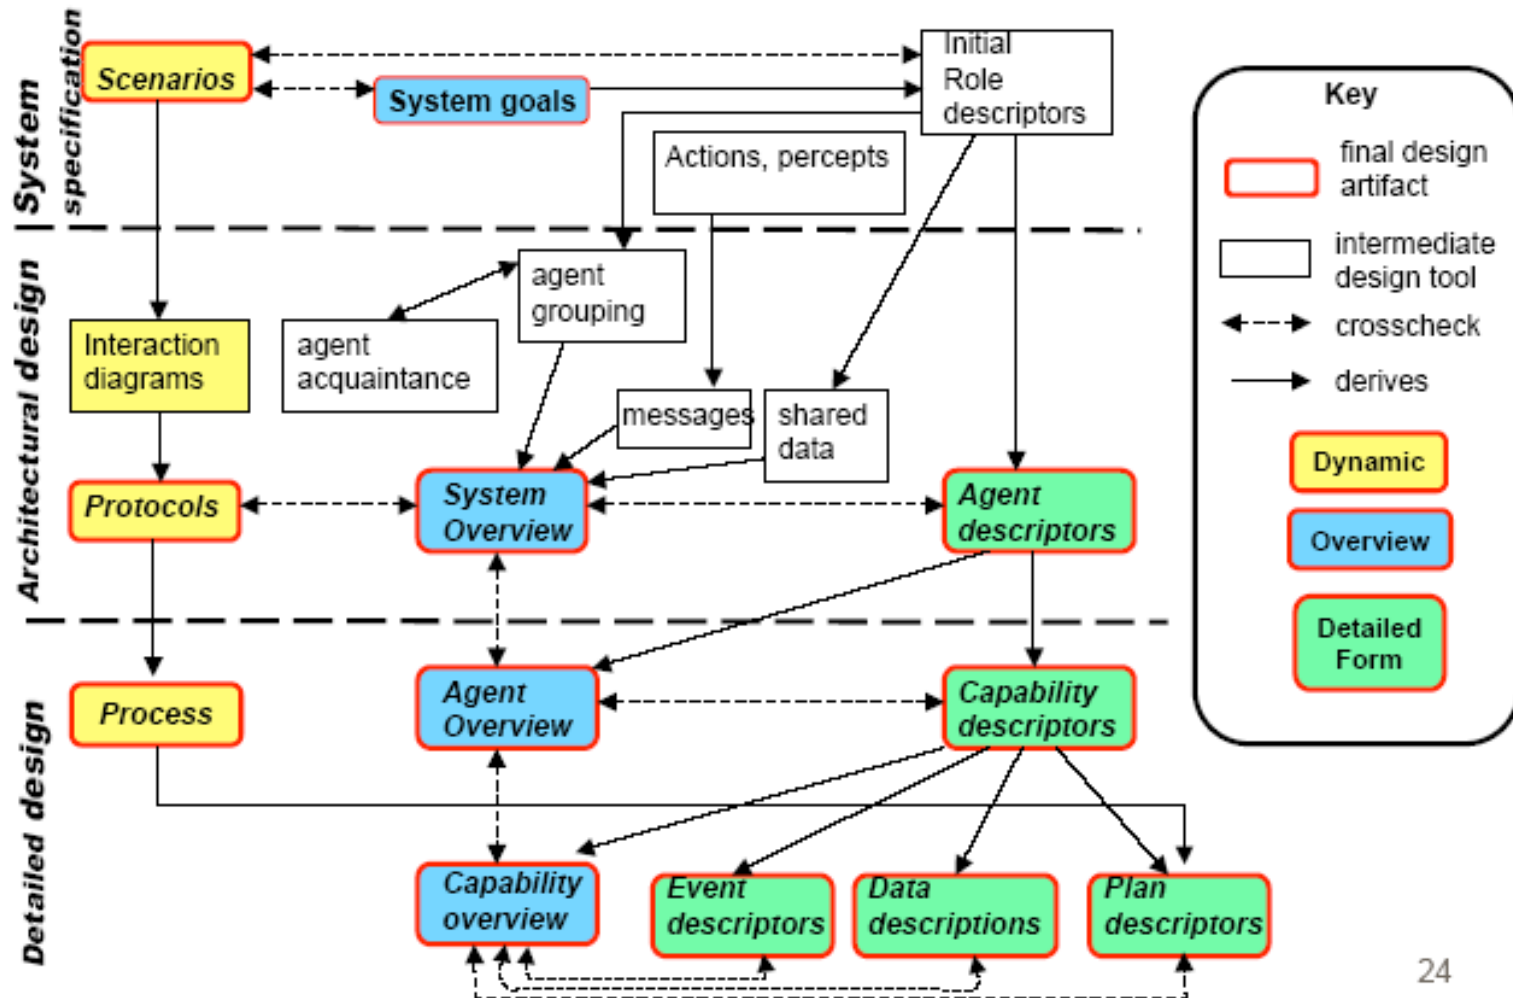 System
specification
Scenarios
System goals
Initial
Role
descriptors
Actions, percepts
Architectural design
agent
grouping
agent
acquaintance
Interaction
diagrams
messages
shared
data
Protocols
System
Overview
Agent
descriptors
Detailed design
Process
Agent
Overview
Capability
descriptors
Capability
overview
Event
descriptors
Data
descriptions
Plan
descriptors
Key
final design
artifact
intermediate
design tool
crosscheck
derives
Dynamic
Overview
Detailed
Form
24